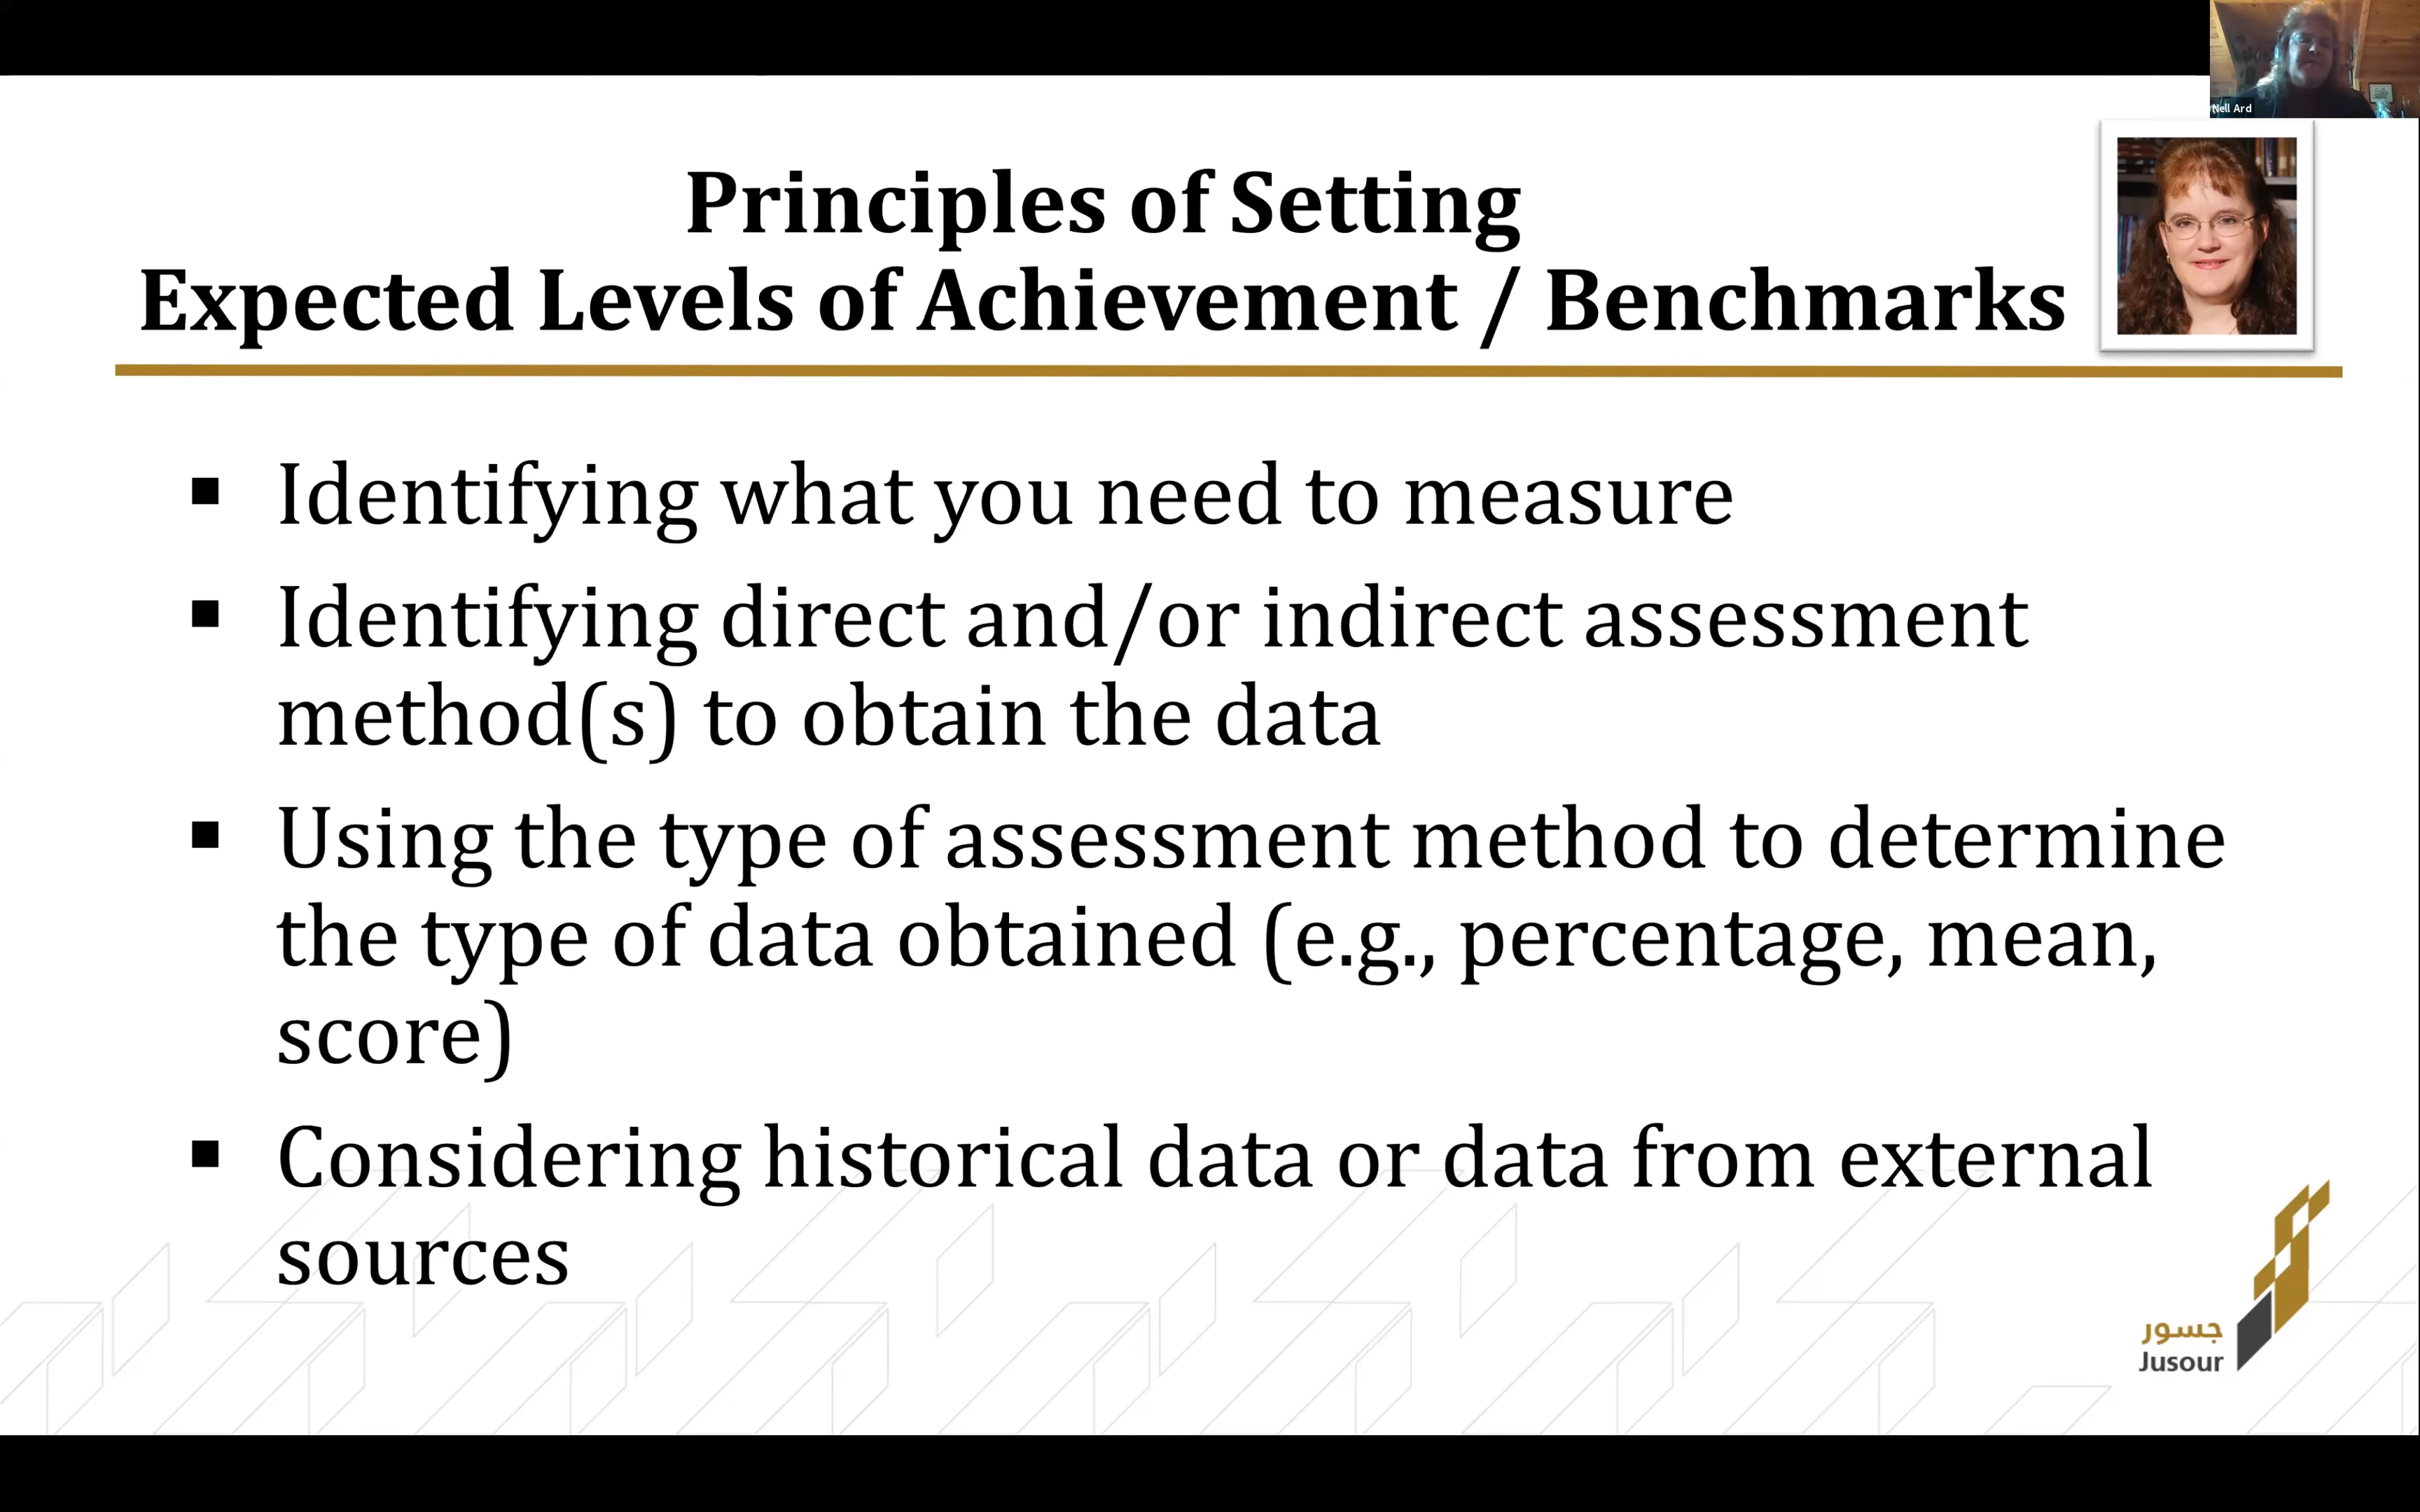 Nell Ard
Principles of Setting
Expected Levels of Achievement / Benchmarks
▪ Identifying what you need to measure
▪ Identifying direct and/or indirect assessment
method(s) to obtain the data
▪ Using the type of assessment method to determine
the type of data obtained (e.g., percentage, mean,
score)
▪ Considering historical data or data from external
sources
جسور
Jusour